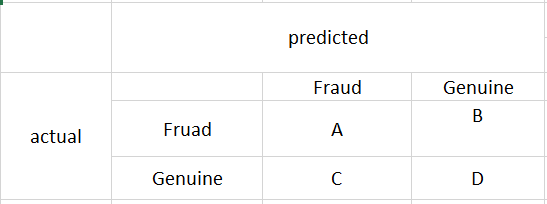 predicted
Fraud Genuine
actual
Fruad A B
Genuine C D